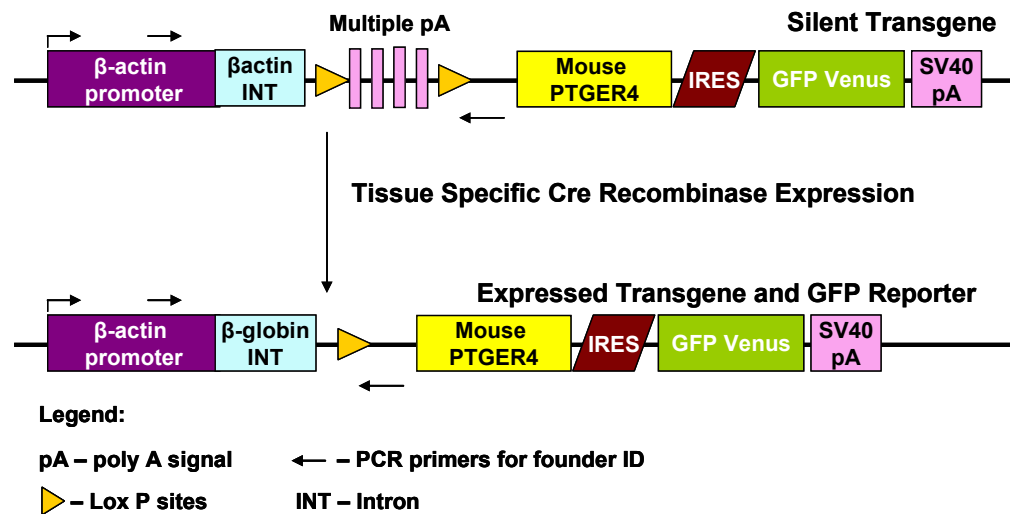 Multiple pA
Silent Transgene
β-actin
promoter
βactin
INT
Mouse
PTGER4
IRES
GFP Venus
SV40
pA
Tissue Specific Cre Recombinase Expression
Expressed Transgene and GFP Reporter
β-actin
promoter
β-globin
INT
Mouse
PTGER4
IRES
GFP Venus
SV40
pA
Legend:
pA – poly A signal
– PCR primers for founder ID
– Lox P sites
INT – Intron